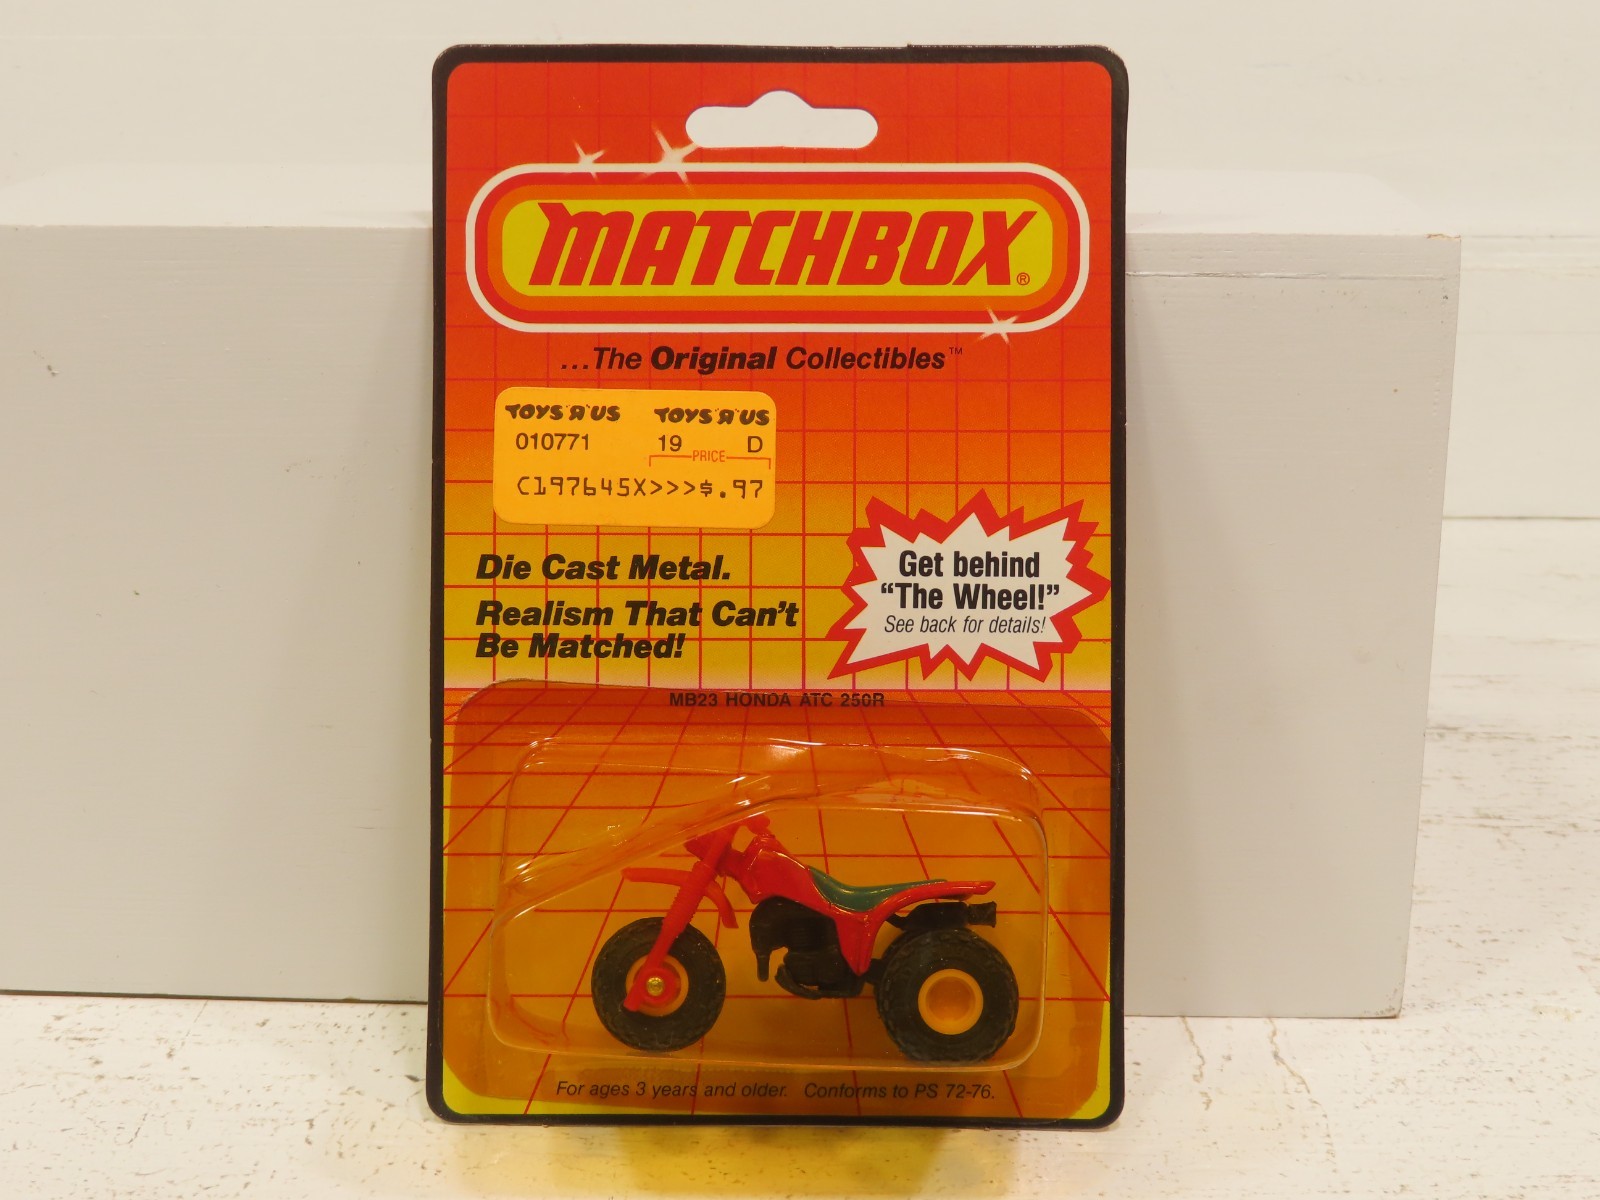 MATCHBOX®
...The Original Collectibles™
TOYS "R" US TOYS "R" US
010771 19 D
PRICE
C197645X>>>$.97
Die Cast Metal.
Realism That Can't
Be Matched!
Get behind
“The Wheel!”
See back for details!
MB23 HONDA ATC 250R
For ages 3 years and older. Conforms to PS 72-76.